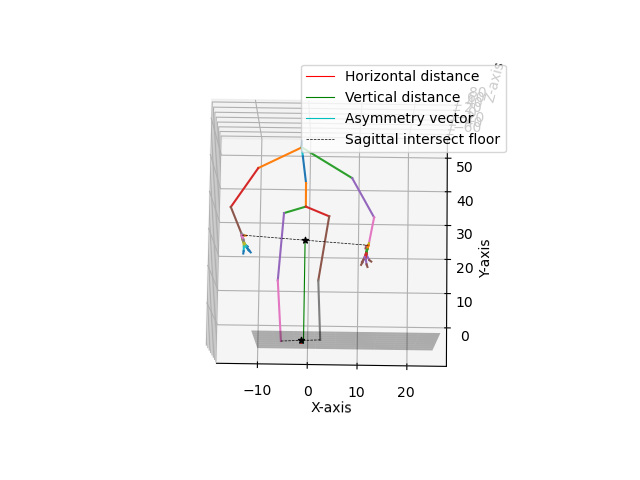 Horizontal distance
Vertical distance
Asymmetry vector
Sagittal intersect floor
Z-axis
50
40
30
20
10
0
Y-axis
−10
0
10
20
X-axis